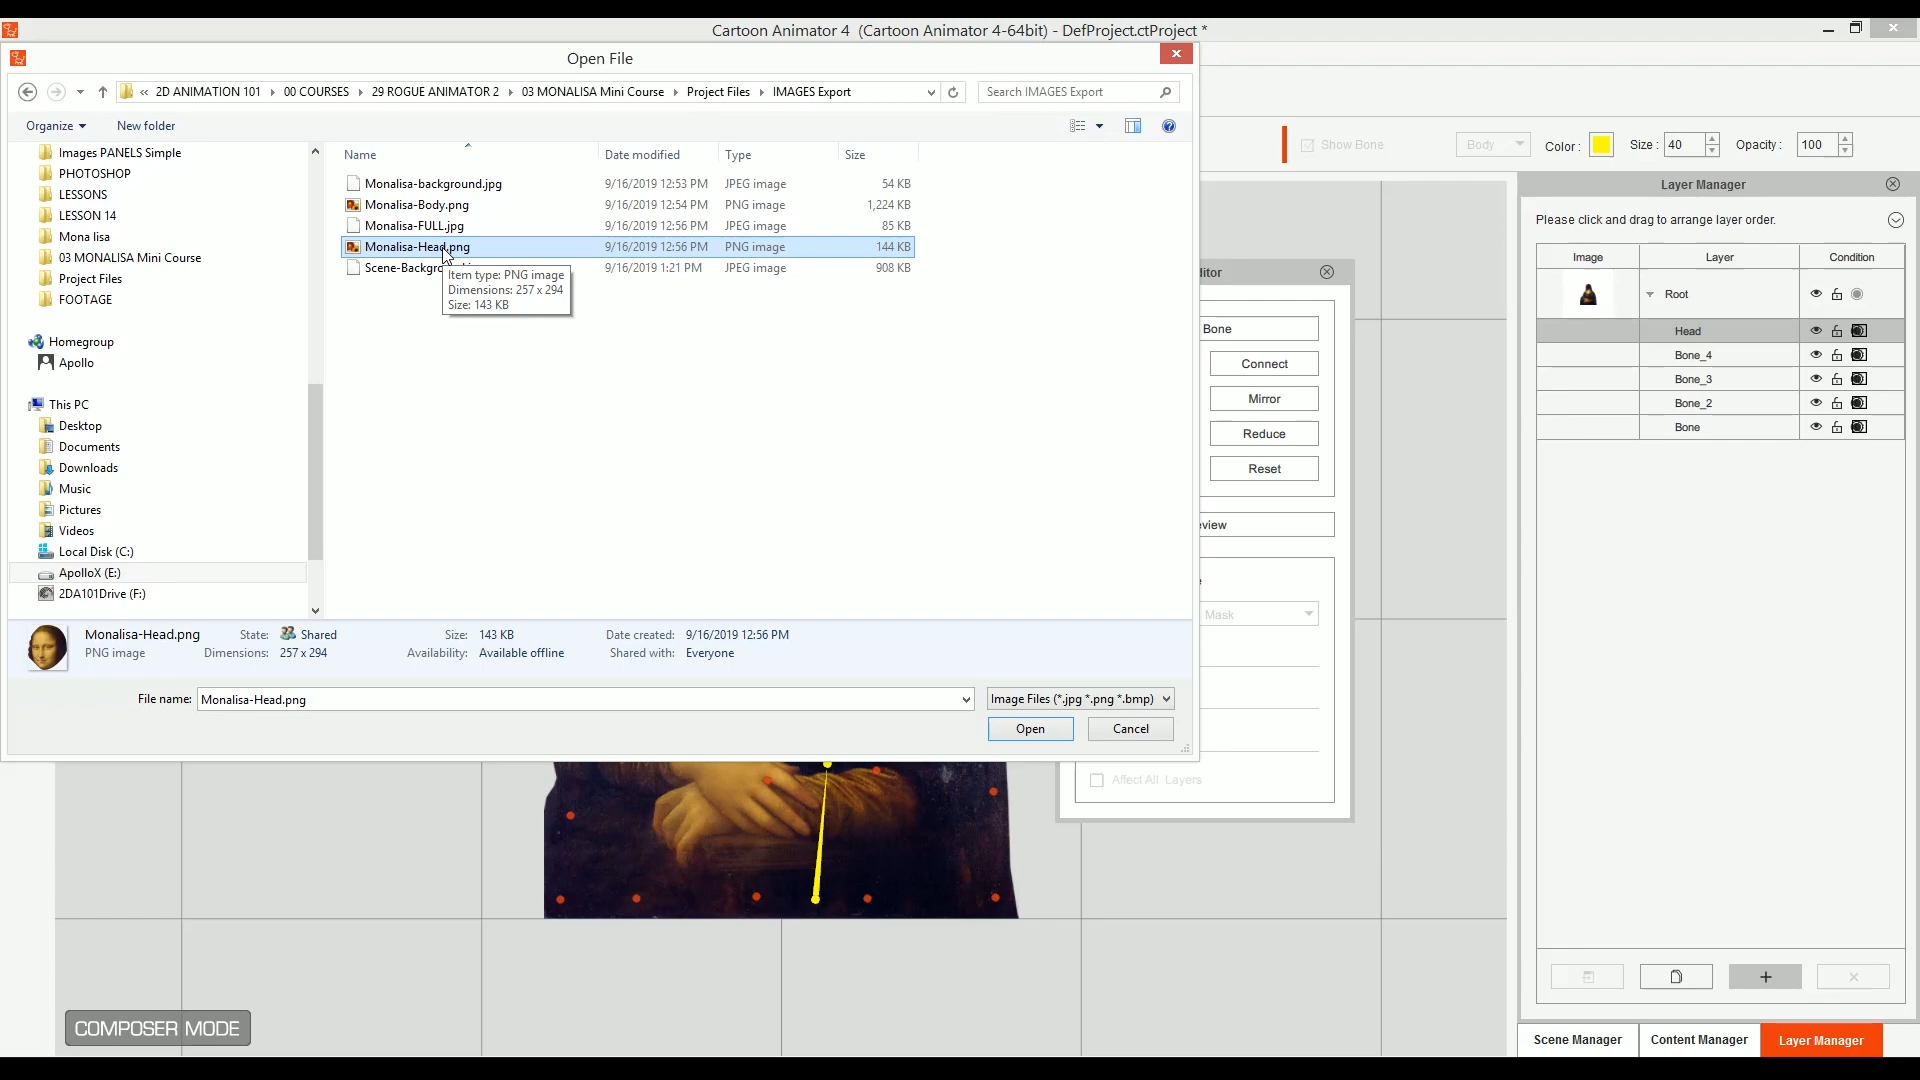 Cartoon Animator 4 (Cartoon Animator 4-64bit) - DefProject.ctProject *
Open File
« 2D ANIMATION 101 › 00 COURSES › 29 ROGUE ANIMATOR 2 › 03 MONALISA Mini Course › Project Files › IMAGES Export
Search IMAGES Export
Organize
New folder
Show Bone
Body
Color :
Size : 40
Opacity : 100
Images PANELS Simple
PHOTOSHOP
LESSONS
LESSON 14
Mona lisa
03 MONALISA Mini Course
Project Files
FOOTAGE
Homegroup
Apollo
This PC
Desktop
Documents
Downloads
Music
Pictures
Videos
Local Disk (C:)
ApolloX (E:)
2DA101Drive (F:)
Name Date modified Type Size
Monalisa-background.jpg 9/16/2019 12:53 PM JPEG image 54 KB
Monalisa-Body.png 9/16/2019 12:54 PM PNG image 1,224 KB
Monalisa-FULL.jpg 9/16/2019 12:56 PM JPEG image 85 KB
Monalisa-Head.png 9/16/2019 12:56 PM PNG image 144 KB
Scene-Backgro 9/16/2019 1:21 PM JPEG image 908 KB
Item type: PNG image
Dimensions: 257 x 294
Size: 143 KB
Monalisa-Head.png State: Shared Size: 143 KB Date created: 9/16/2019 12:56 PM
PNG image Dimensions: 257 x 294 Availability: Available offline Shared with: Everyone
File name: Monalisa-Head.png
Image Files (*.jpg *.png *.bmp)
Open
Cancel
itor
Bone
Connect
Mirror
Reduce
Reset
view
Mask
Affect All Layers
Layer Manager
Please click and drag to arrange layer order.
Image Layer Condition
Root
Head
Bone_4
Bone_3
Bone_2
Bone
COMPOSER MODE
Scene Manager
Content Manager
Layer Manager